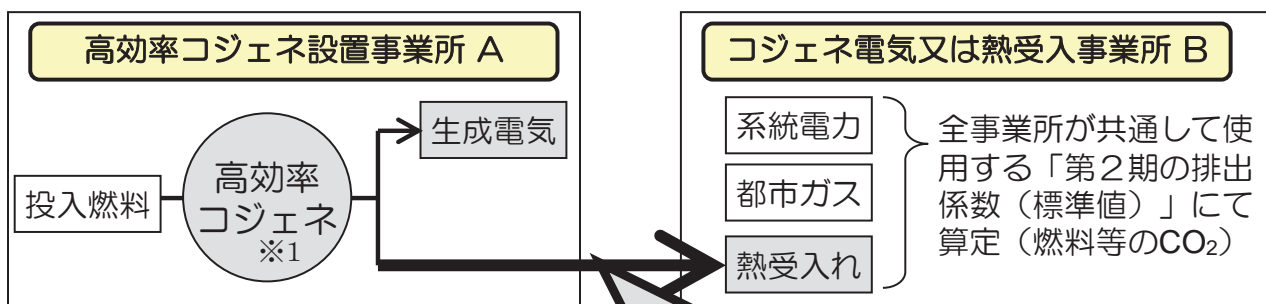 高効率コジェネ設置事業所 A
投入燃料
高効率
コジェネ
※1
生成電気
コジェネ電気又は熱受入事業所 B
系統電力
都市ガス
熱受入れ
全事業所が共通して使
用する「第２期の排出
係数（標準値）」にて
算定（燃料等のCO₂）